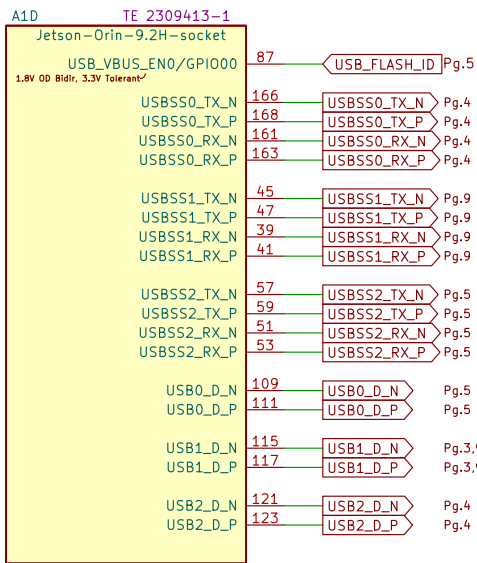 A1D TE 2309413-1
Jetson-Orin-9.2H-socket
USB_VBUS_EN0/GPIO00 87 USB_FLASH_ID Pg.5
1.8V OD Bidir, 3.3V Tolerant
USBSS0_TX_N 166 USBSS0_TX_N Pg.4
USBSS0_TX_P 168 USBSS0_TX_P Pg.4
USBSS0_RX_N 161 USBSS0_RX_N Pg.4
USBSS0_RX_P 163 USBSS0_RX_P Pg.4
USBSS1_TX_N 45 USBSS1_TX_N Pg.9
USBSS1_TX_P 47 USBSS1_TX_P Pg.9
USBSS1_RX_N 39 USBSS1_RX_N Pg.9
USBSS1_RX_P 41 USBSS1_RX_P Pg.9
USBSS2_TX_N 57 USBSS2_TX_N Pg.5
USBSS2_TX_P 59 USBSS2_TX_P Pg.5
USBSS2_RX_N 51 USBSS2_RX_N Pg.5
USBSS2_RX_P 53 USBSS2_RX_P Pg.5
USB0_D_N 109 USB0_D_N Pg.5
USB0_D_P 111 USB0_D_P Pg.5
USB1_D_N 115 USB1_D_N Pg.3,
USB1_D_P 117 USB1_D_P Pg.3,
USB2_D_N 121 USB2_D_N Pg.4
USB2_D_P 123 USB2_D_P Pg.4